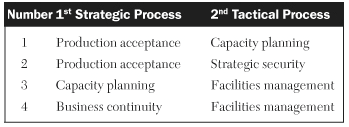 Number 1st Strategic Process 2nd Tactical Process
1 Production acceptance Capacity planning
2 Production acceptance Strategic security
3 Capacity planning Facilities management
4 Business continuity Facilities management